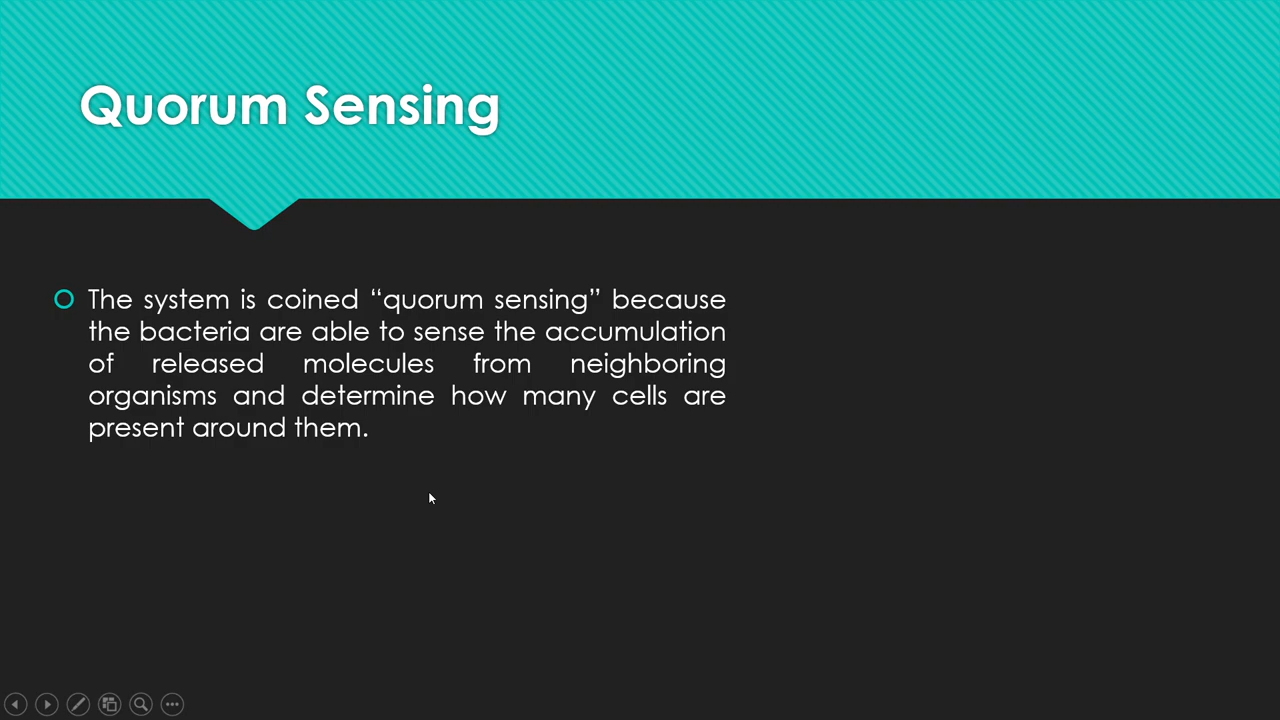 Quorum Sensing
The system is coined “quorum sensing” because
the bacteria are able to sense the accumulation
of released molecules from neighboring
organisms and determine how many cells are
present around them.